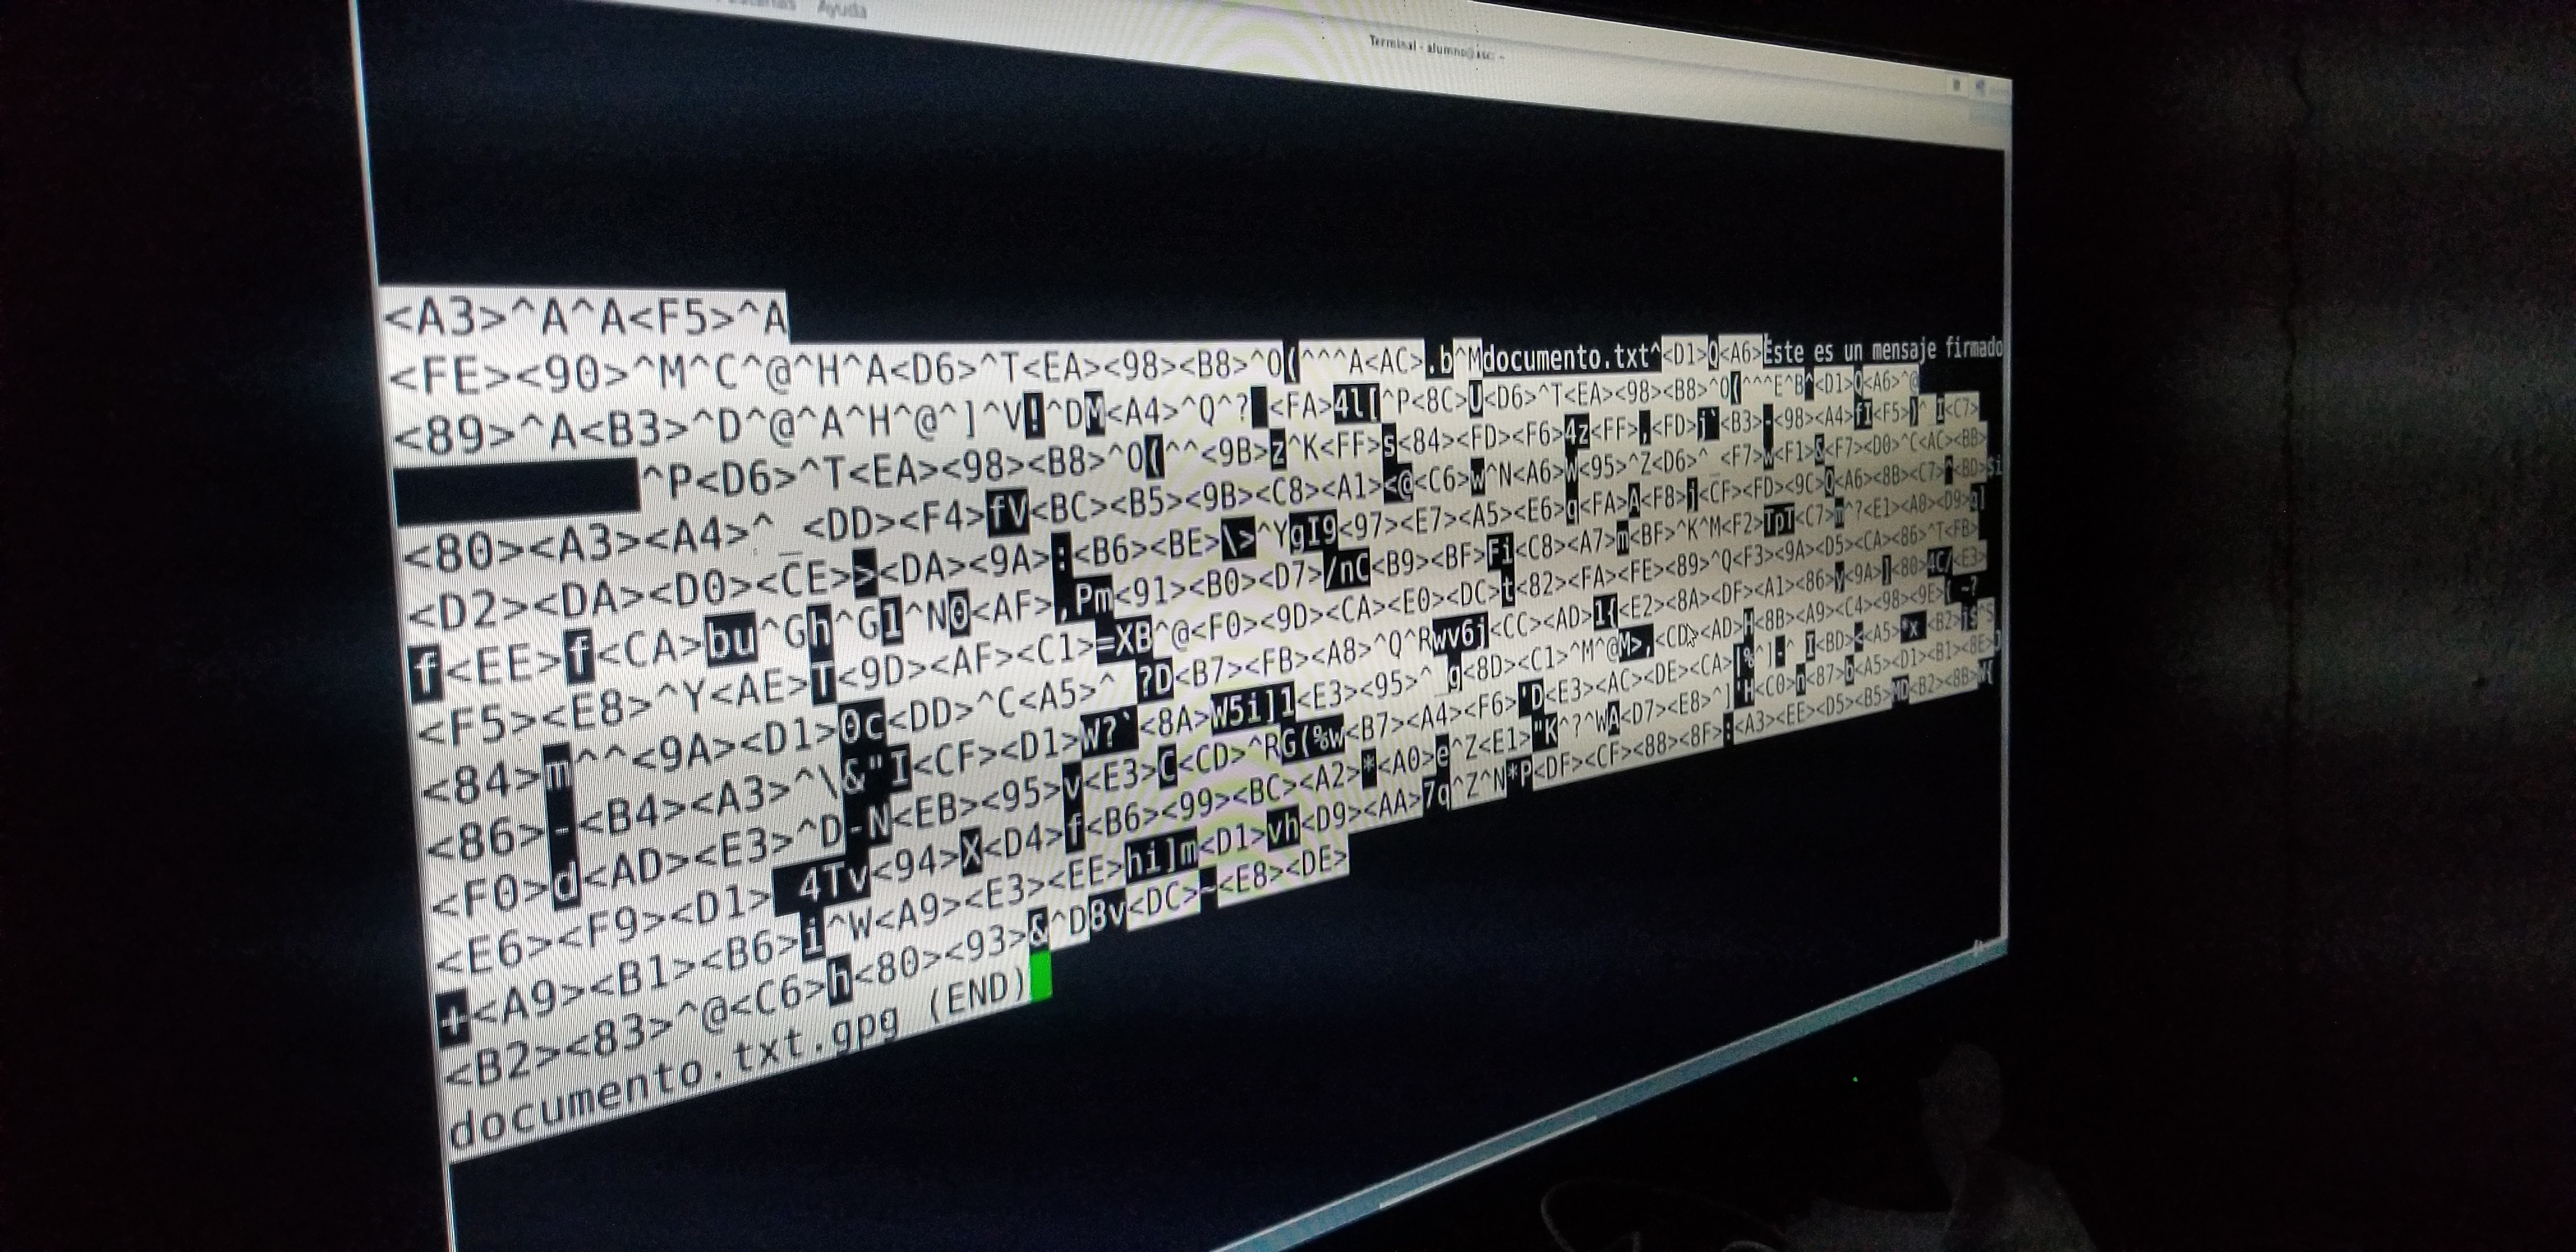 Ayuda
Terminal - alumno@asc: ~
<A3>^A^A<F5>^A
<FE><90>^M^C^@^H^A<D6>^T<EA><98><B8>^O(^^^A<AC>.b^Mdocumento.txt^<D1>Q<A6>Este es un mensaje firmado
<89>^A<B3>^D^@^A^H^@^]^V!^DM<A4>^Q^? <FA>4l[^P<8C>U<D6>^T<EA><98><B8>^O(^^^E^B^<D1>Q<A6>^@
^P<D6>^T<EA><98><B8>^O(^^<9B>z^K<FF>s<84><FD><F6>4z<FF>,<FD>j`<B3>-<98><A4>fI<F5>)^_I<C7>
<80><A3><A4>^_<DD><F4>fV<BC><B5><9B><C8><A1><@<C6>w^N<A6>W<95>^Z<D6>^_<F7>w<F1>&<F7><D0>^C<AC><BB>
<D2><DA><D0><CE>><DA><9A>:<B6><BE>\>^YgI9<97><E7><A5><E6>q<FA>A<F8>j<CF><FD><9C>Q<A6><8B><C7>^<BD>Si
f<EE>f<CA>bu^Gh^G1^N0<AF>,Pm<91><B0><D7>/nC<B9><BF>Fi<C8><A7>m<BF>^K^M<F2>TpT<C7>m^?<E1><A8><D9>ql
<F5><E8>^Y<AE>T<9D><AF><C1>=XB^@<F0><9D><CA><E0><DC>t<82><FA><FE><89>^Q<F3><9A><D5><CA><86>^T<FB>
<84>m^^<9A><D1>0c<DD>^C<A5>^_?D<B7><FB><A8>^Q^Rwv6j<CC><AD>1{<E2><8A><DF><A1><86>y<9A>]<80>4C/<E3>
<86>-<B4><A3>^\&"I<CF><D1>W?`<8A>W5i]1<E3><95>^_g<8D><C1>^M^@M>,<CD><AD>H<8B><A9><C4><98><9E>( ~?
<F0>d<AD><E3>^D-N<EB><95>v<E3>C<CD>^RG(%w<B7><A4><F6>'D<E3><AC><DE><CA>[%^]-^_I<BD><<A5>*x <B2>jS^S
<E6><F9><D1> 4Tv<94>X<D4>f<B6><99><BC><A2>*<A0>e^Z<E1>"K^?^WA<D7><E8>^]'H<C0>n<87>b<A5><D1><B1><8E>J
+<A9><B1><B6>i^W<A9><E3><EE>hi]m<D1>vh<D9><AA>7q^Z^N*P<DF><CF><88><8F>:<A3><EE><D5><B5>MD<B2><8B>W{
<B2><83>^@<C6>h<80><93>&^D8v<DC>~<E8><DE>
documento.txt.gpg (END)